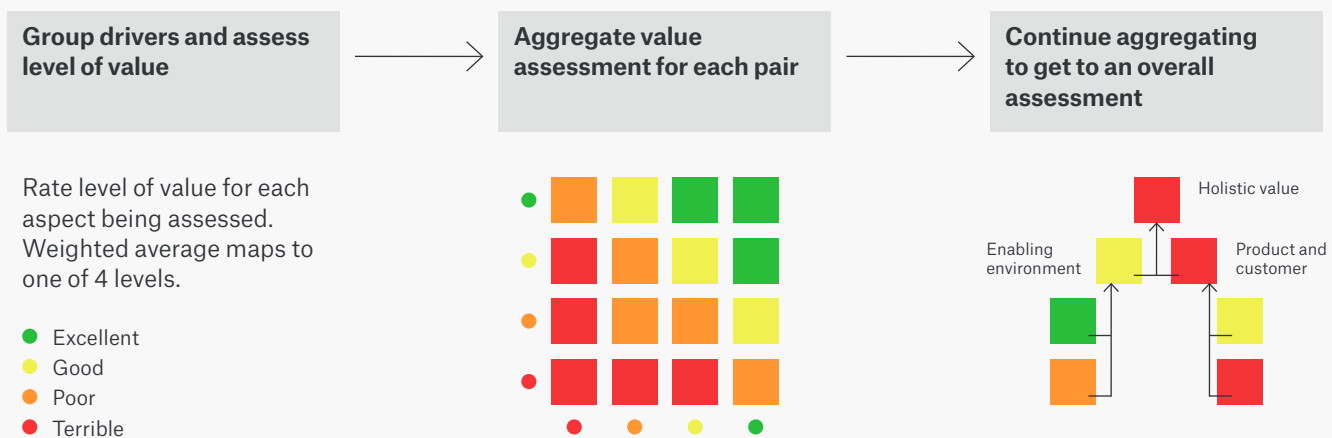 Group drivers and assess
level of value
Aggregate value
assessment for each pair
Continue aggregating
to get to an overall
assessment
Rate level of value for each
aspect being assessed.
Weighted average maps to
one of 4 levels.
Excellent
Good
Poor
Terrible
Holistic value
Enabling
environment
Product and
customer